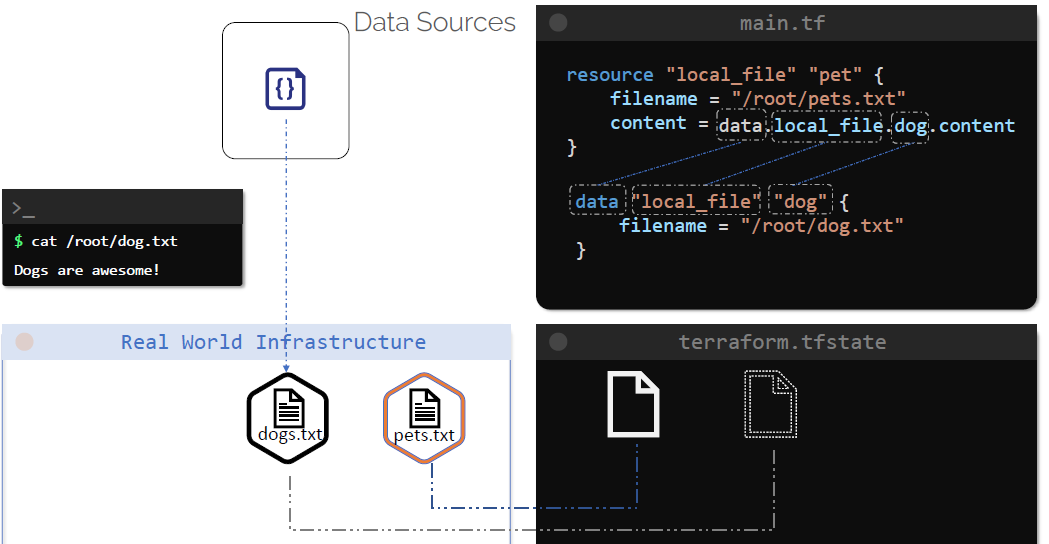 Data Sources
{}
main.tf
resource "local_file" "pet" {
filename = "/root/pets.txt"
content = data.local_file.dog.content
}
data "local_file" "dog" {
filename = "/root/dog.txt"
}
>_
$ cat /root/dog.txt
Dogs are awesome!
Real World Infrastructure
dogs.txt
pets.txt
terraform.tfstate